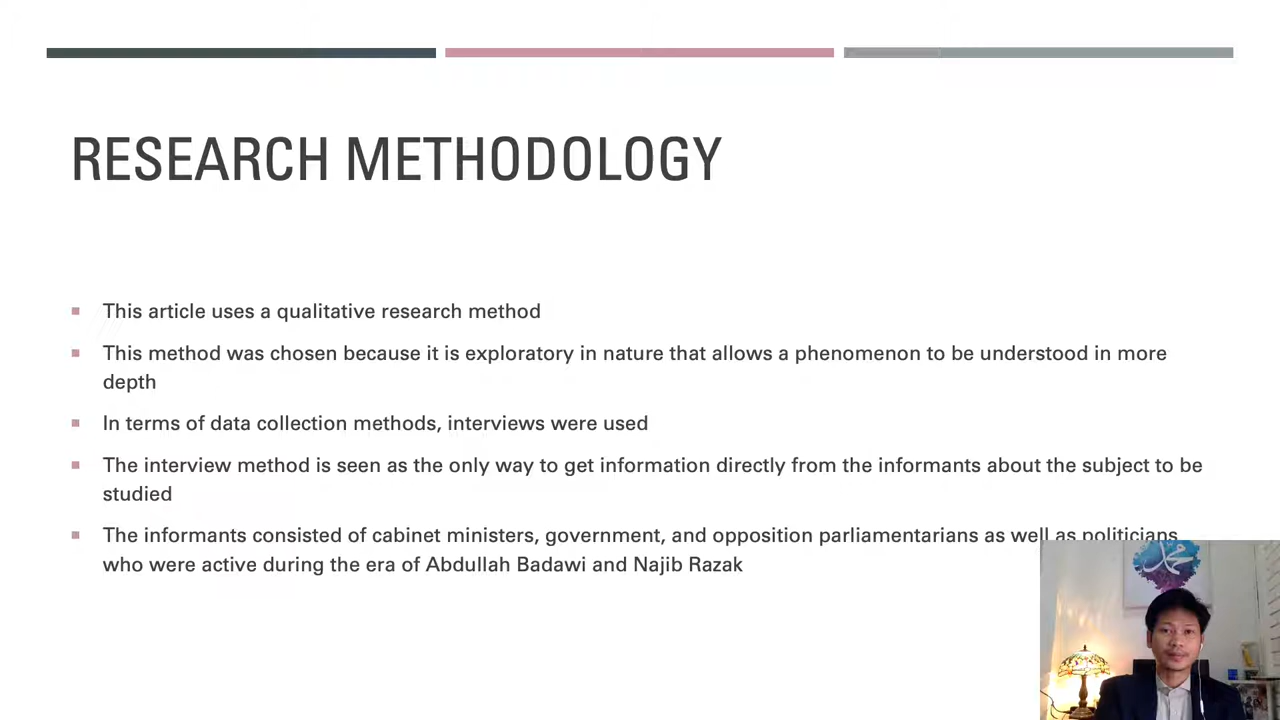 RESEARCH METHODOLOGY
This article uses a qualitative research method
This method was chosen because it is exploratory in nature that allows a phenomenon to be understood in more
depth
In terms of data collection methods, interviews were used
The interview method is seen as the only way to get information directly from the informants about the subject to be
studied
The informants consisted of cabinet ministers, government, and opposition parliamentarians as well as politicians
who were active during the era of Abdullah Badawi and Najib Razak
محمد